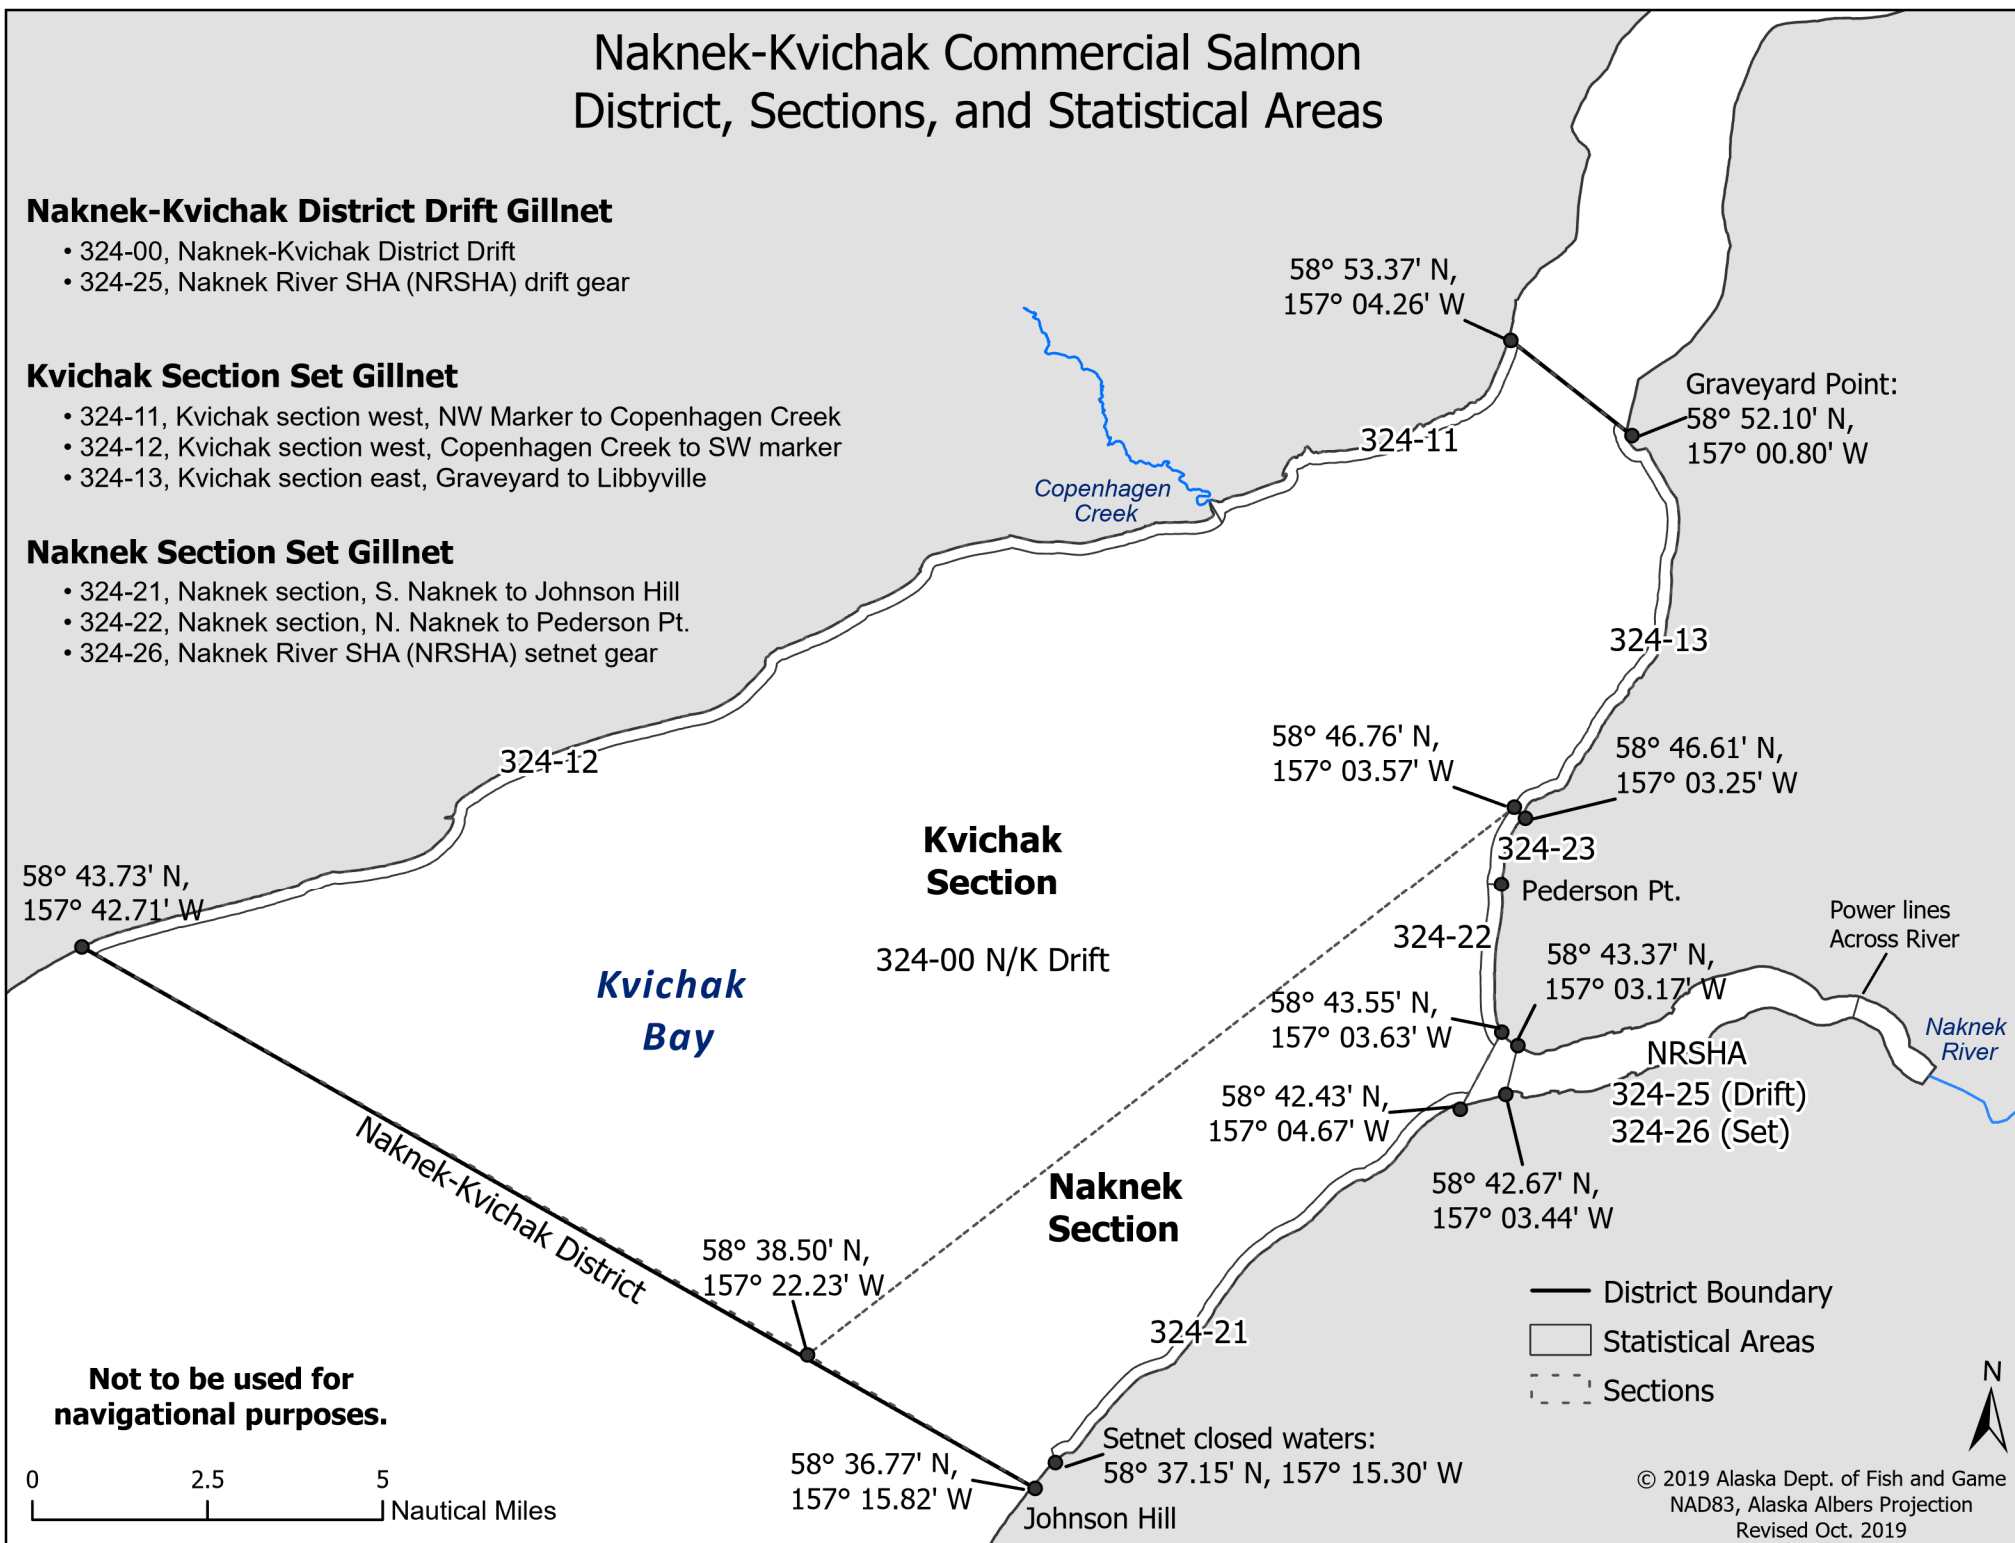 Naknek-Kvichak Commercial Salmon
District, Sections, and Statistical Areas
Naknek-Kvichak District Drift Gillnet
• 324-00, Naknek-Kvichak District Drift
• 324-25, Naknek River SHA (NRSHA) drift gear
Kvichak Section Set Gillnet
• 324-11, Kvichak section west, NW Marker to Copenhagen Creek
• 324-12, Kvichak section west, Copenhagen Creek to SW marker
• 324-13, Kvichak section east, Graveyard to Libbyville
Naknek Section Set Gillnet
• 324-21, Naknek section, S. Naknek to Johnson Hill
• 324-22, Naknek section, N. Naknek to Pederson Pt.
• 324-26, Naknek River SHA (NRSHA) setnet gear
58° 53.37' N,
157° 04.26' W
Graveyard Point:
58° 52.10' N,
157° 00.80' W
324-11
Copenhagen
Creek
324-13
324-12
58° 46.76' N,
157° 03.57' W
58° 46.61' N,
157° 03.25' W
324-23
Pederson Pt.
Kvichak
Section
58° 43.73' N,
157° 42.71' W
324-00 N/K Drift
324-22
Power lines
Across River
58° 43.37' N,
157° 03.17' W
Kvichak
Bay
58° 43.55' N,
157° 03.63' W
Naknek
River
NRSHA
324-25 (Drift)
324-26 (Set)
58° 42.43' N,
157° 04.67' W
58° 42.67' N,
157° 03.44' W
Naknek
Section
Naknek-Kvichak District
58° 38.50' N,
157° 22.23' W
324-21
District Boundary
Statistical Areas
Sections
N
Not to be used for
navigational purposes.
Setnet closed waters:
58° 37.15' N, 157° 15.30' W
58° 36.77' N,
157° 15.82' W
Johnson Hill
0 2.5 5
Nautical Miles
© 2019 Alaska Dept. of Fish and Game
NAD83, Alaska Albers Projection
Revised Oct. 2019